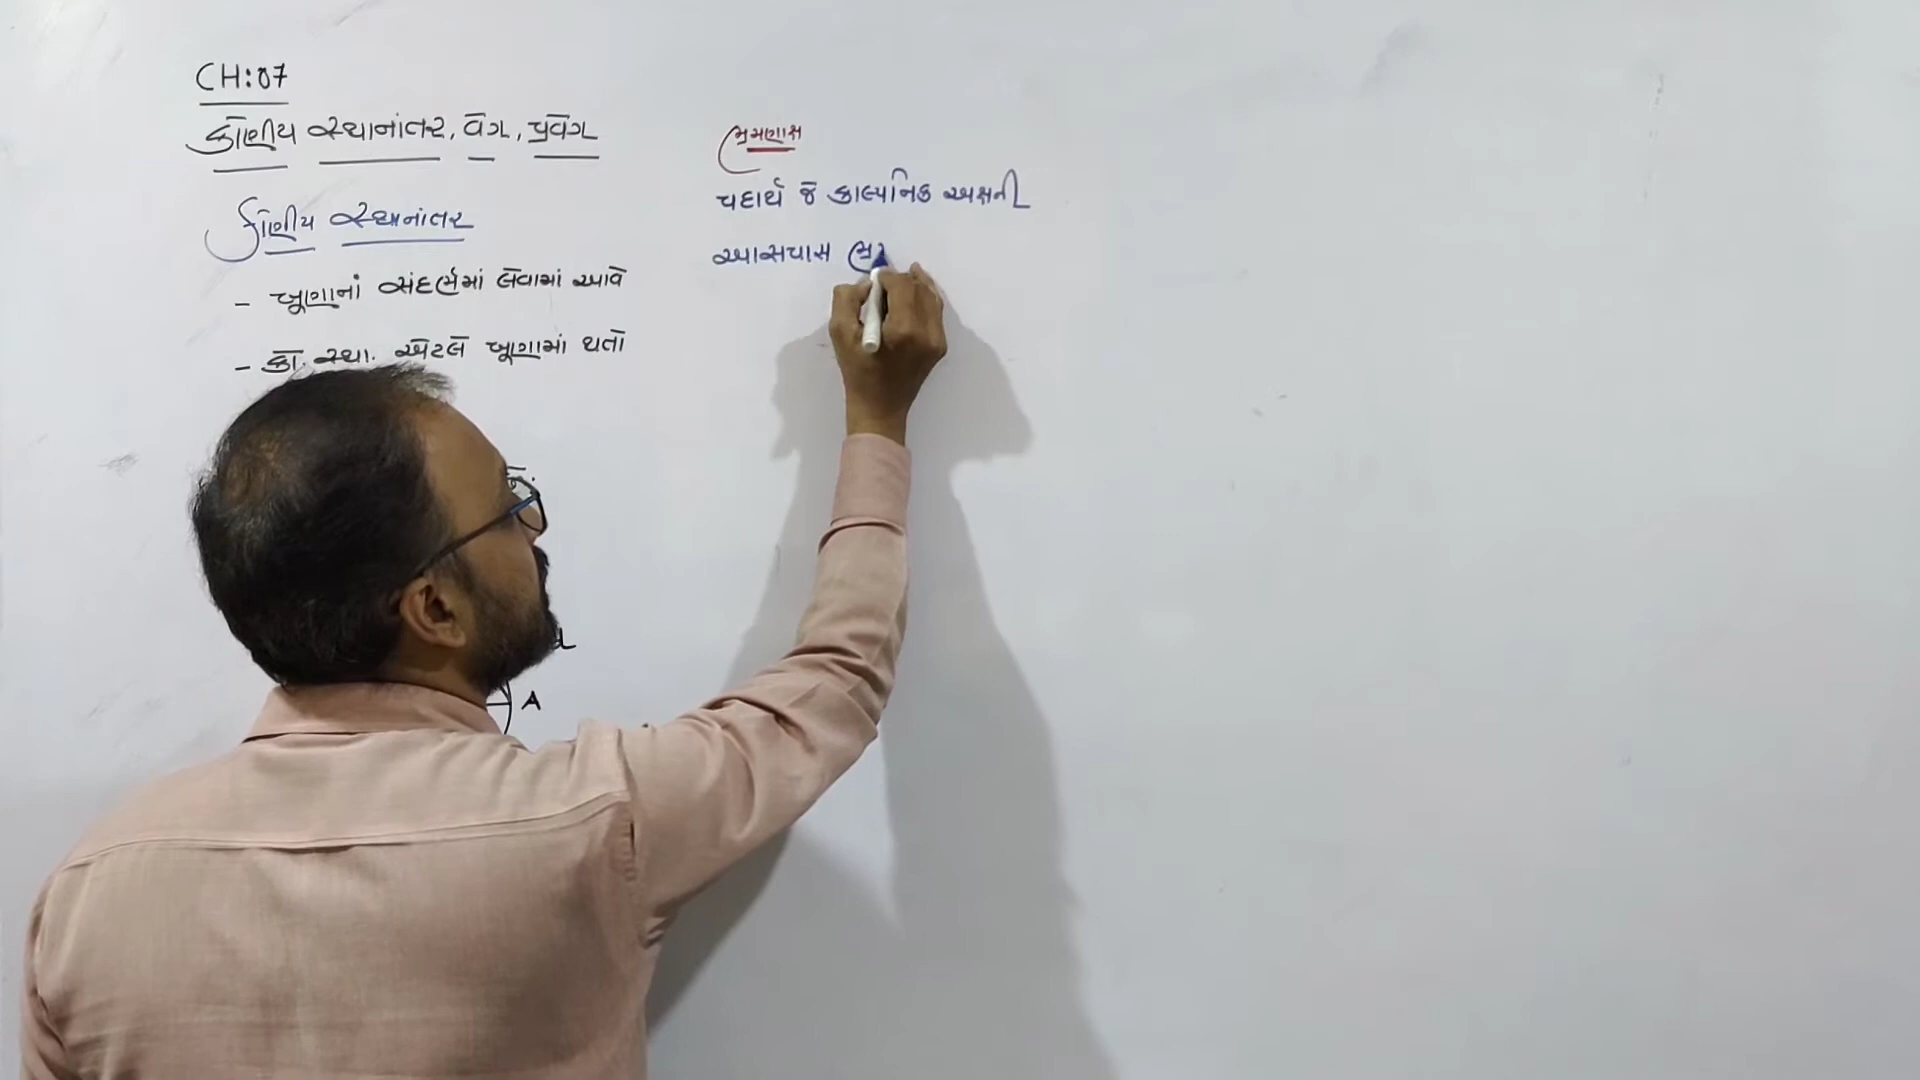 CH:07
કોણીય સ્થાનાંતર, વેગ, પ્રવેગ
કોણીય સ્થાનાંતર
- ખૂણાનાં સંદર્ભમાં લેવામાં આવે
- કો. સ્થા. એટલે ખૂણામાં થતો
A
ભ્રમણાક્ષ
પદાર્થ જે કાલ્પનિક અક્ષની
આસપાસ ભ્ર